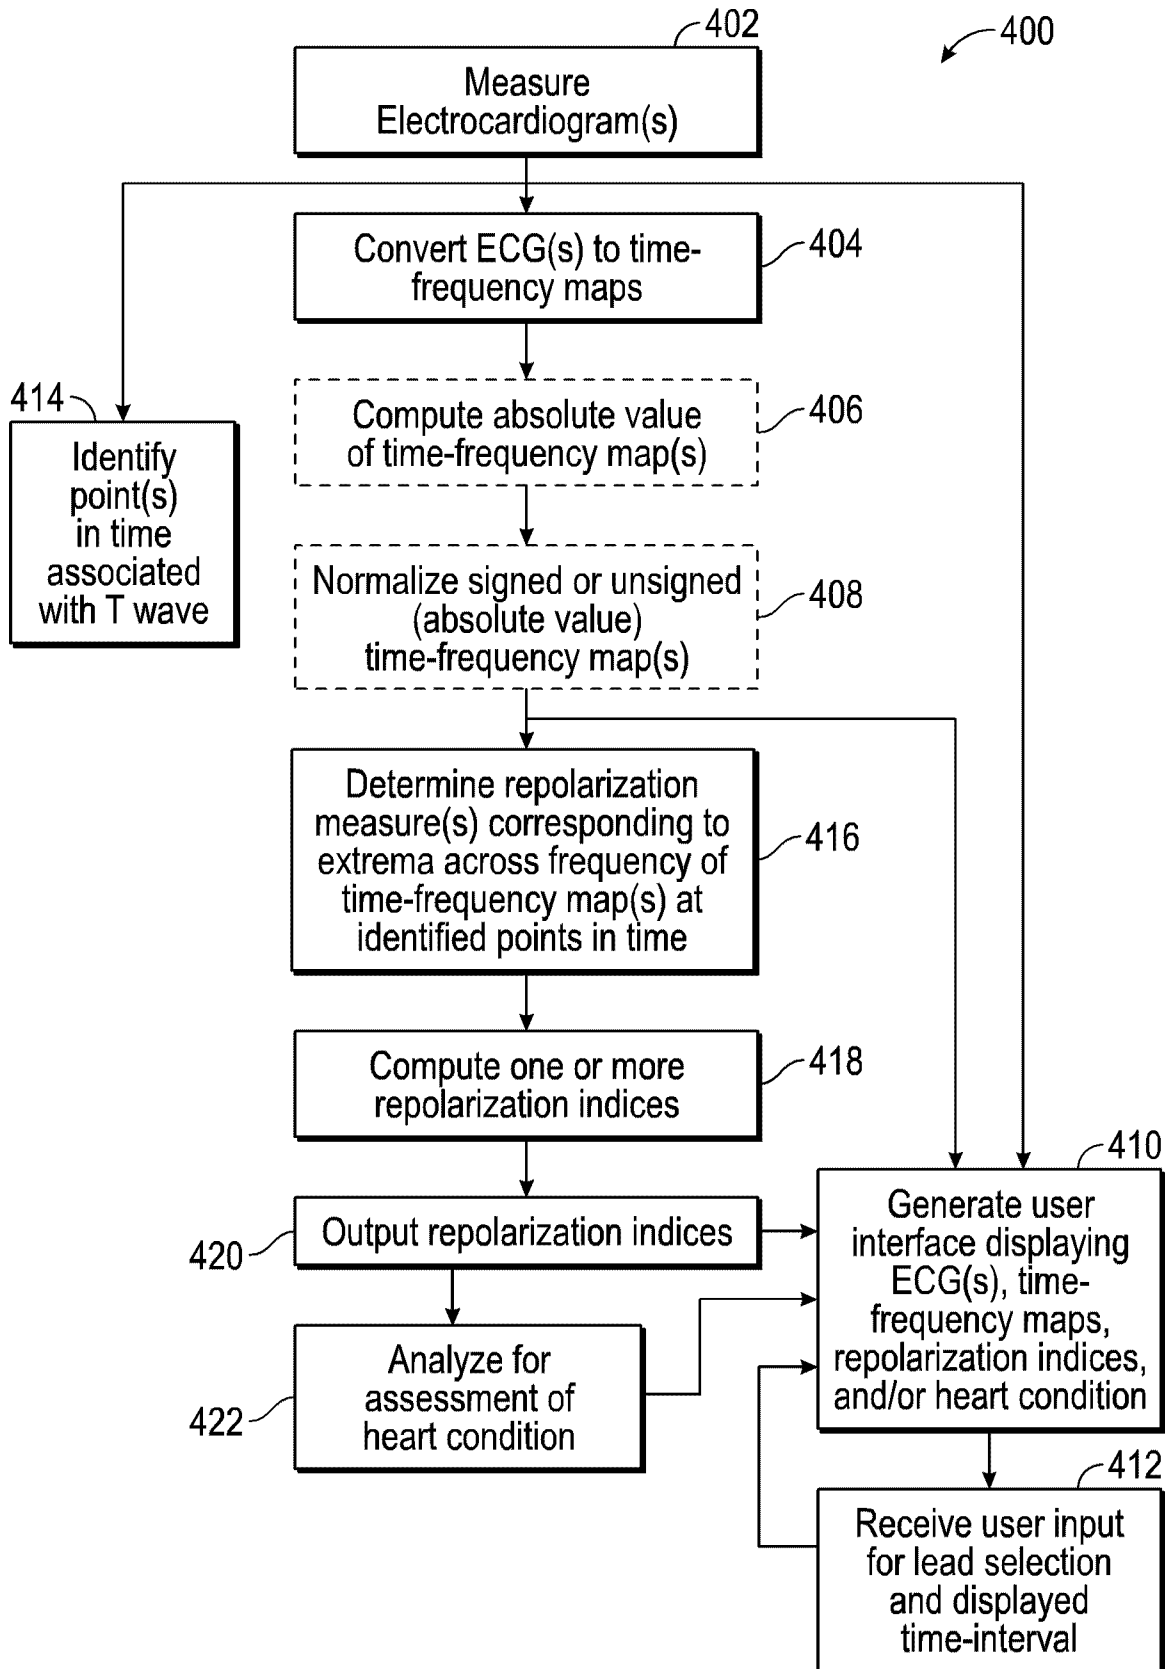 402
400
Measure
Electrocardiogram(s)
Convert ECG(s) to time-
frequency maps
404
414
Identify
point(s)
in time
associated
with T wave
Compute absolute value
of time-frequency map(s)
406
Normalize signed or unsigned
(absolute value)
time-frequency map(s)
408
Determine repolarization
measure(s) corresponding to
extrema across frequency of
time-frequency map(s) at
identified points in time
416
Compute one or more
repolarization indices
418
420
Output repolarization indices
410
Generate user
interface displaying
ECG(s), time-
frequency maps,
repolarization indices,
and/or heart condition
422
Analyze for
assessment of
heart condition
412
Receive user input
for lead selection
and displayed
time-interval